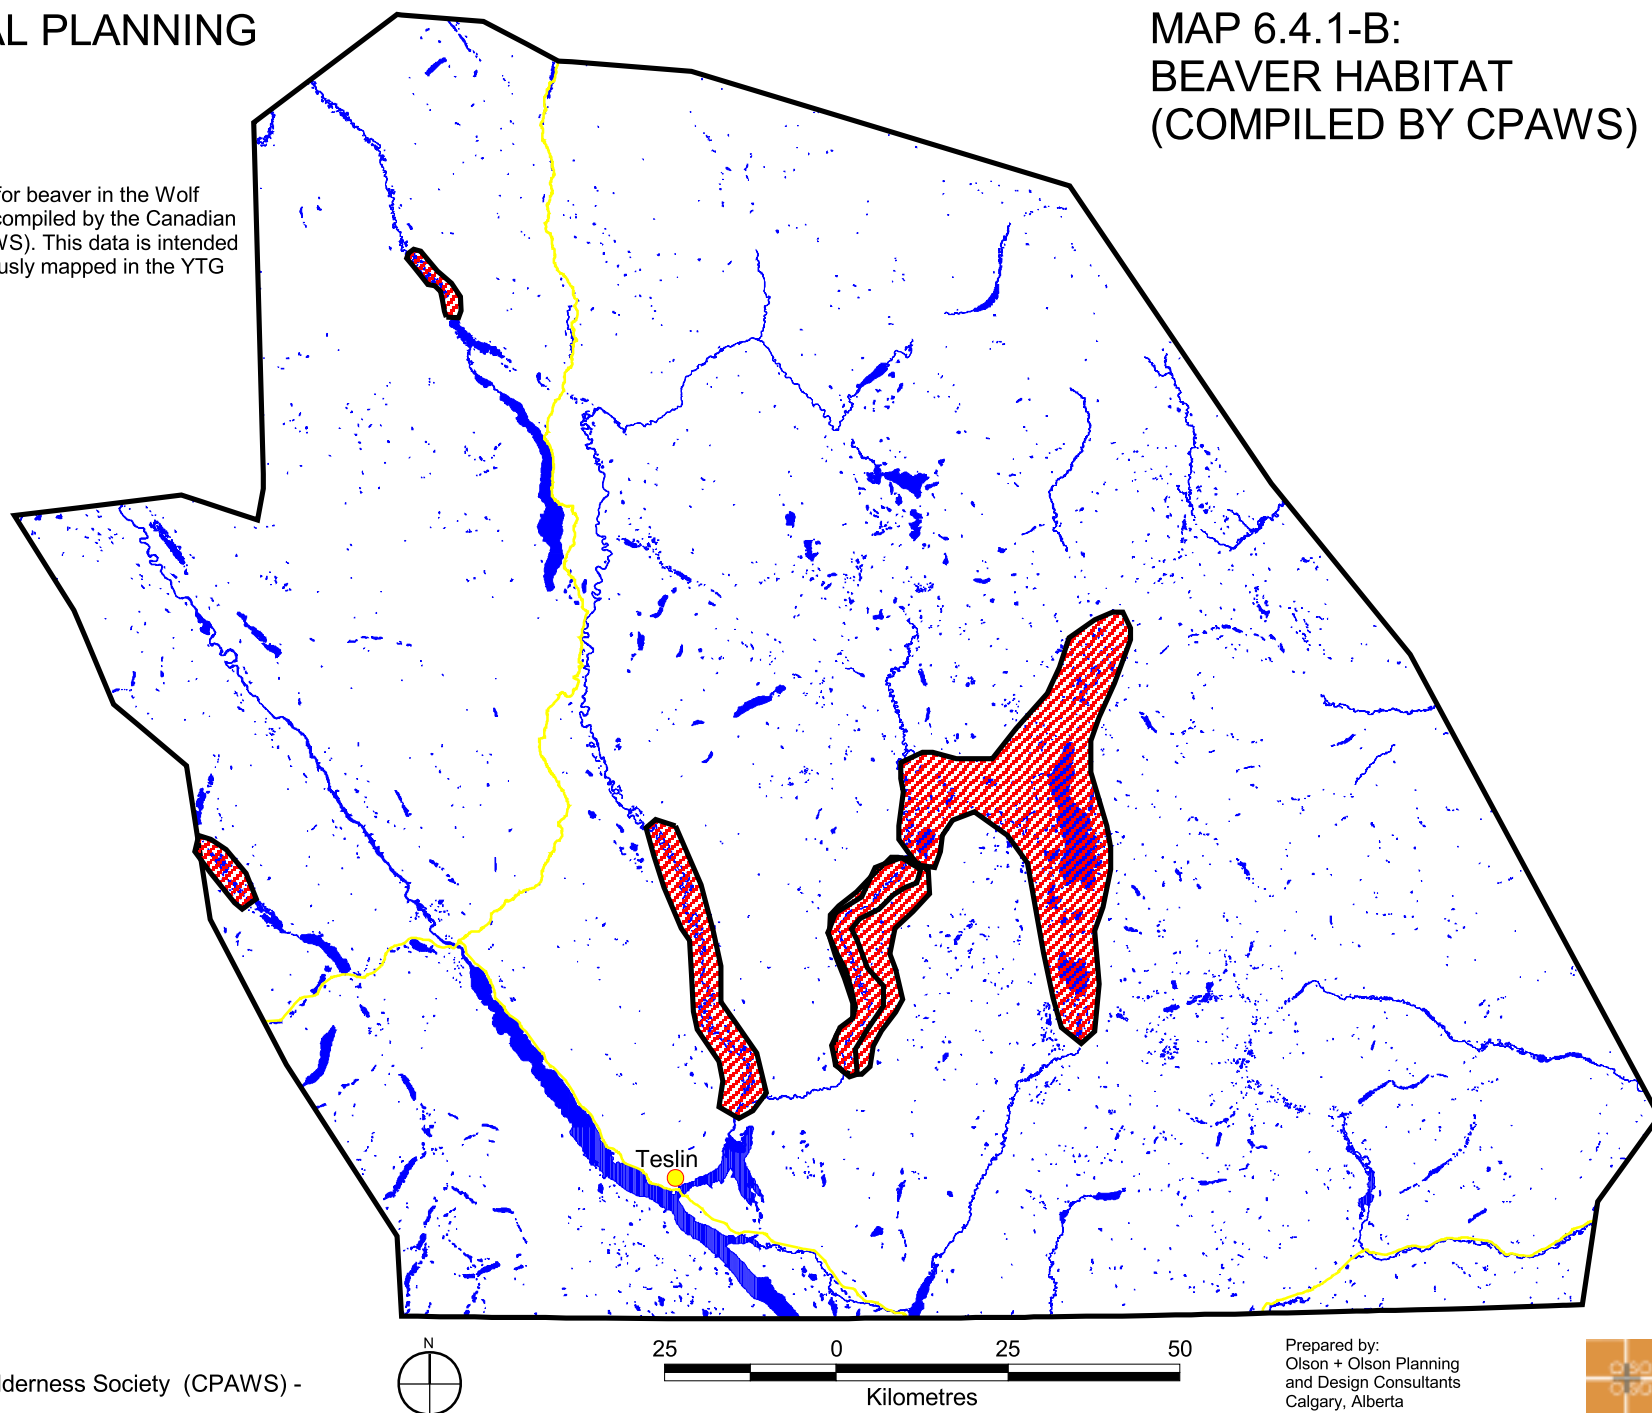 AL PLANNING
MAP 6.4.1-B:
BEAVER HABITAT
(COMPILED BY CPAWS)
for beaver in the Wolf
compiled by the Canadian
WS). This data is intended
usly mapped in the YTG
Teslin
lderness Society (CPAWS) -
N
25 0 25 50
Kilometres
Prepared by:
Olson + Olson Planning
and Design Consultants
Calgary, Alberta